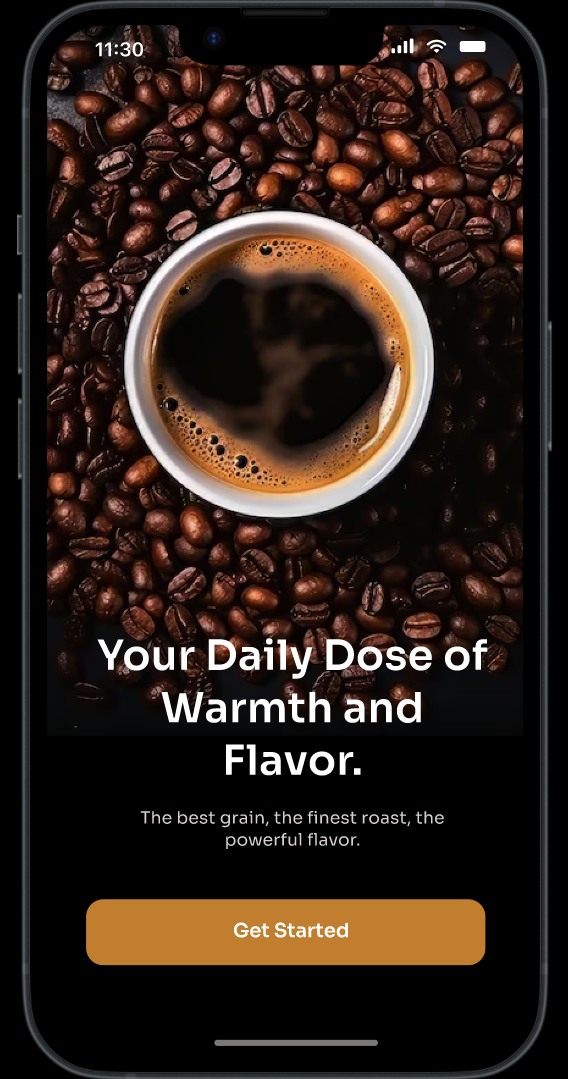 11:30
Your Daily Dose of
Warmth and
Flavor.
The best grain, the finest roast, the
powerful flavor.
Get Started